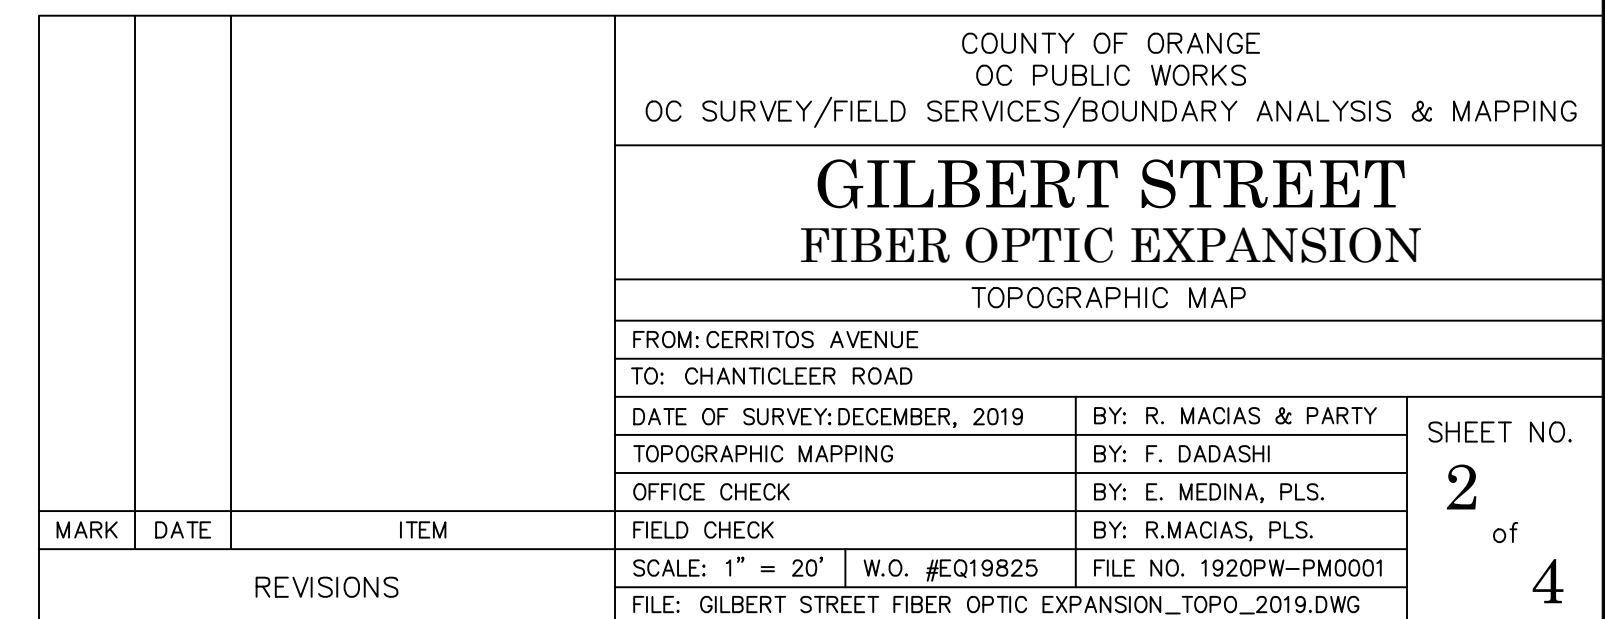 COUNTY OF ORANGE
OC PUBLIC WORKS
OC SURVEY/FIELD SERVICES/BOUNDARY ANALYSIS & MAPPING
GILBERT STREET
FIBER OPTIC EXPANSION
TOPOGRAPHIC MAP
FROM: CERRITOS AVENUE
TO: CHANTICLEER ROAD
DATE OF SURVEY: DECEMBER, 2019 BY: R. MACIAS & PARTY
TOPOGRAPHIC MAPPING BY: F. DADASHI
OFFICE CHECK BY: E. MEDINA, PLS.
FIELD CHECK BY: R.MACIAS, PLS.
SCALE: 1" = 20' W.O. #EQ19825 FILE NO. 1920PW-PM0001
FILE: GILBERT STREET FIBER OPTIC EXPANSION_TOPO_2019.DWG
SHEET NO.
2
of
4
MARK DATE ITEM
REVISIONS